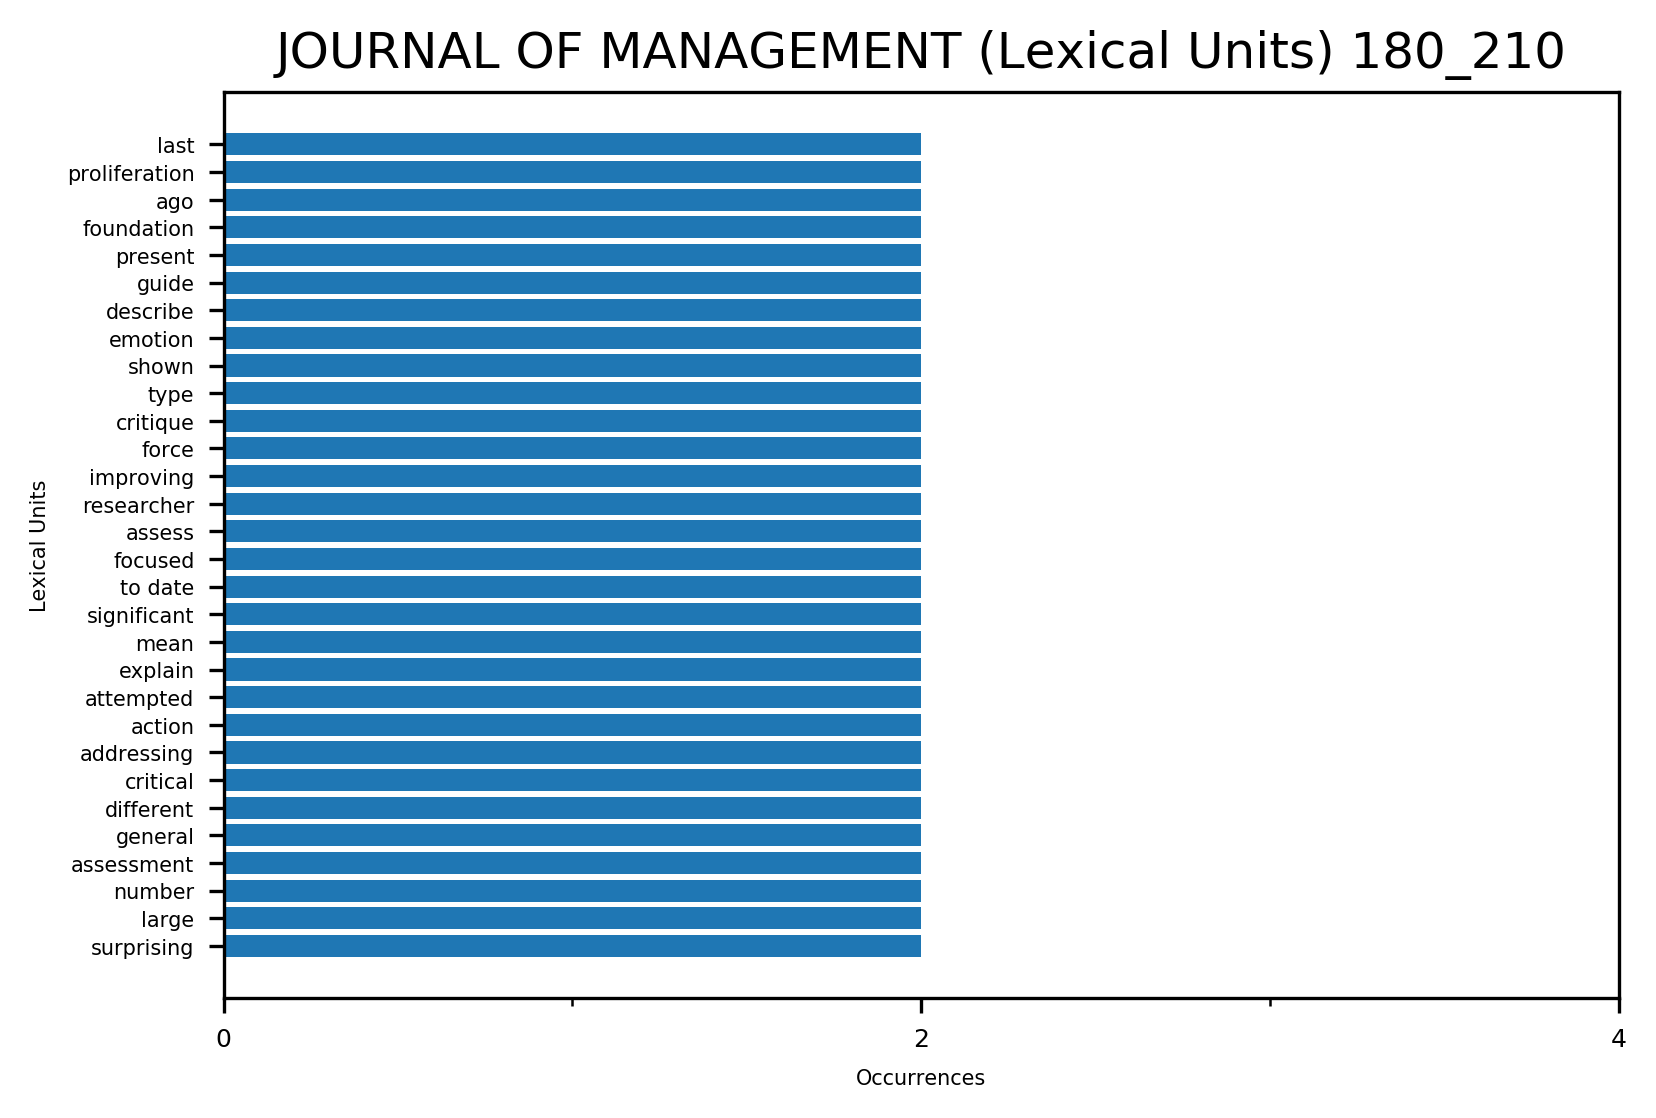 JOURNAL OF MANAGEMENT (Lexical Units) 180_210
Lexical Units
last
proliferation
ago
foundation
present
guide
describe
emotion
shown
type
critique
force
improving
researcher
assess
focused
to date
significant
mean
explain
attempted
action
addressing
critical
different
general
assessment
number
large
surprising
0 2 4
Occurrences